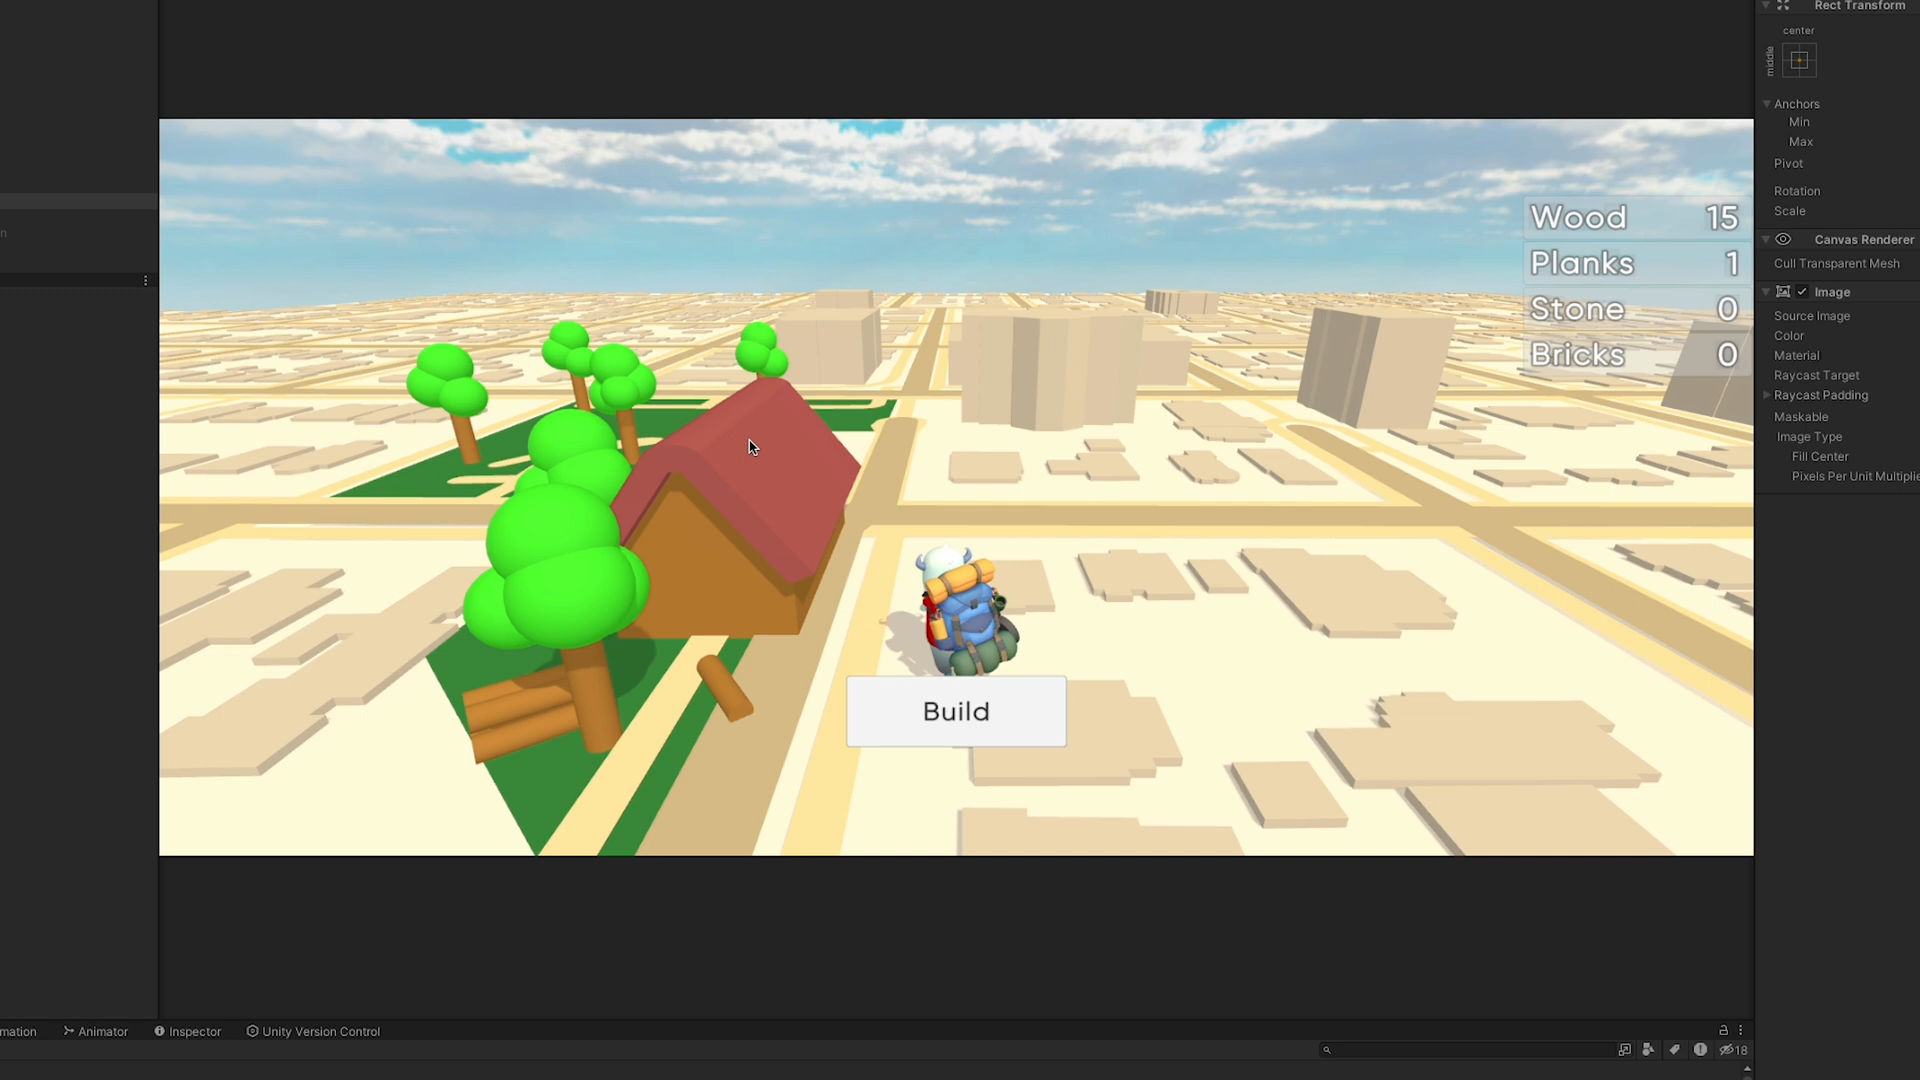 Rect Transform
center
middle
Anchors
Min
Max
Pivot
Rotation
Scale
Canvas Renderer
Cull Transparent Mesh
Image
Source Image
Color
Material
Raycast Target
Raycast Padding
Maskable
Image Type
Fill Center
Pixels Per Unit Multiplie
n
Wood 15
Planks 1
Stone 0
Bricks 0
Build
mation Animator Inspector Unity Version Control
18